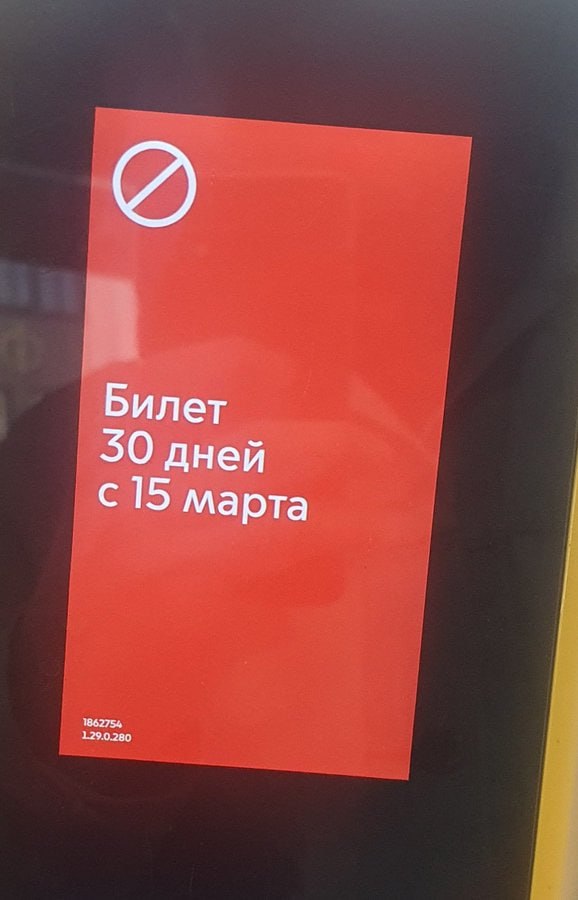 Билет
30 дней
с 15 марта
1862754
1.29.0.280